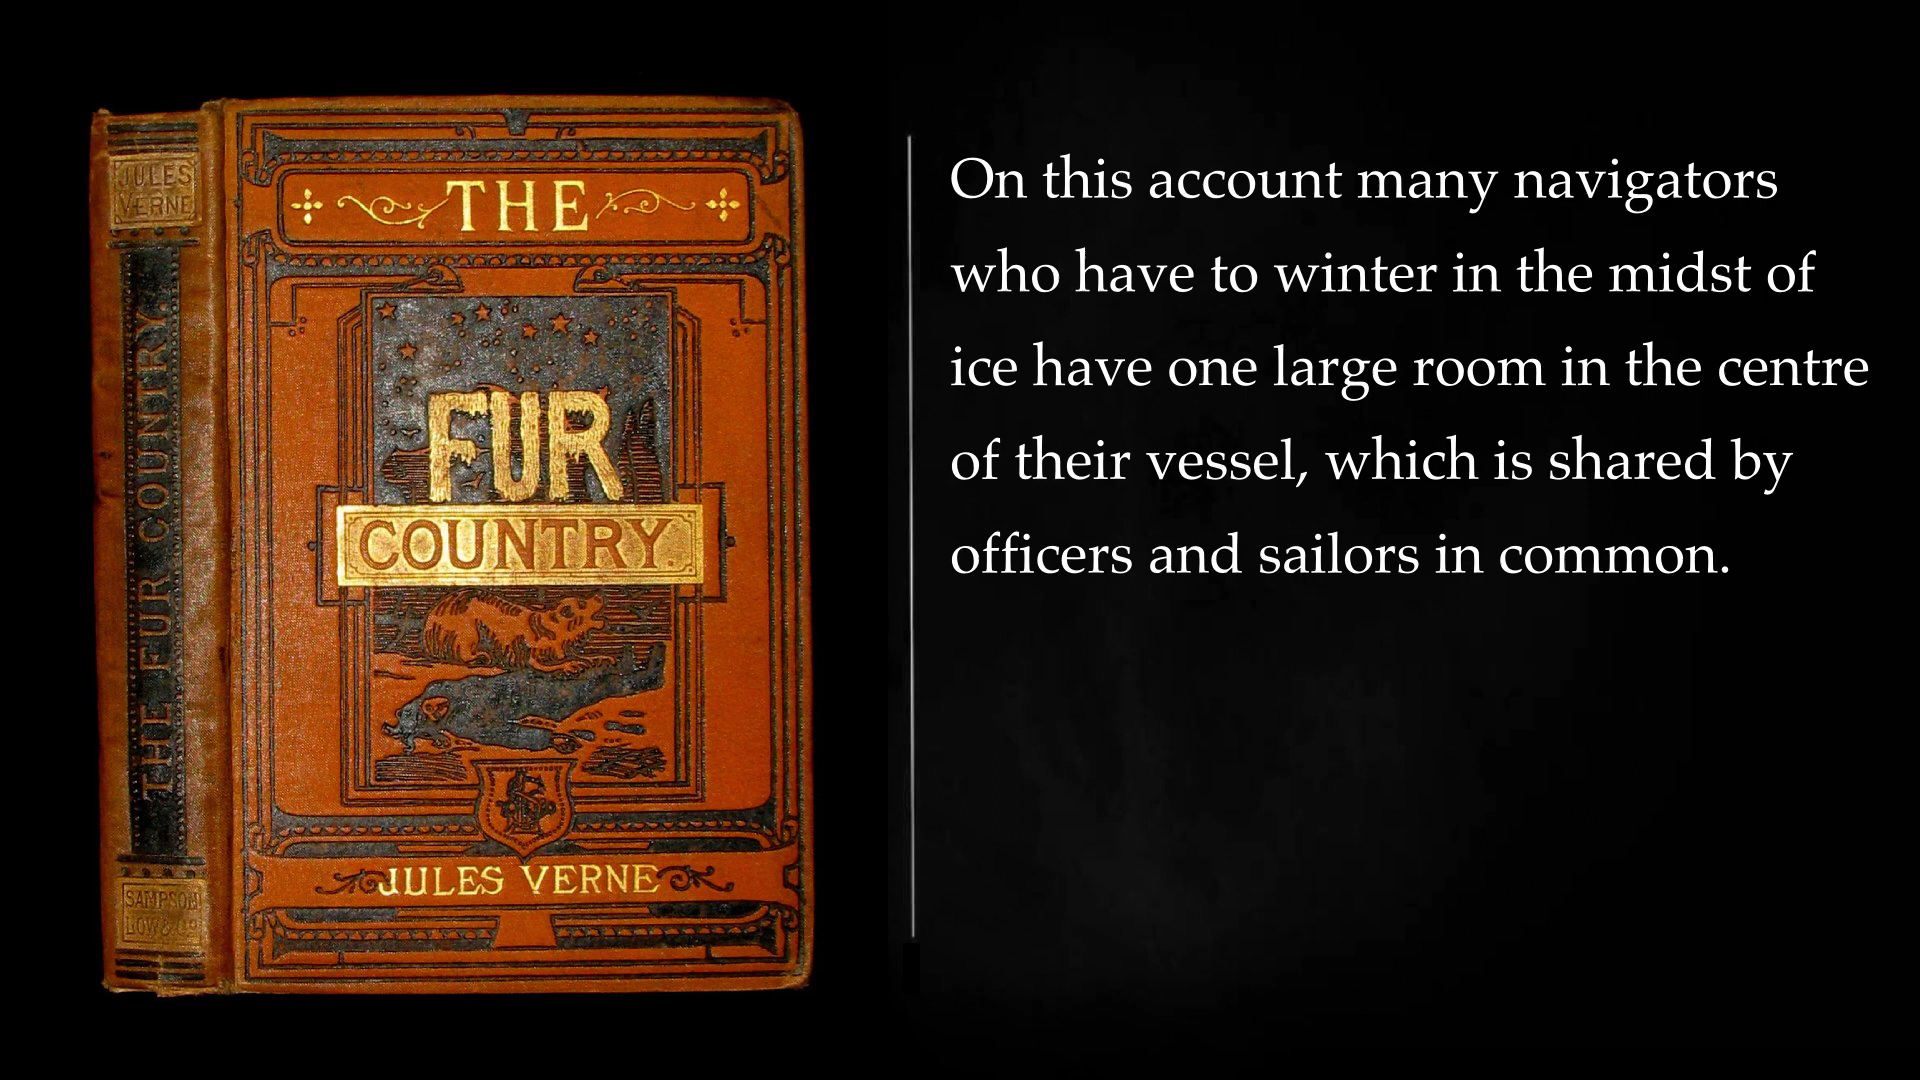 JULES
VERNE
THE FUR COUNTRY.
SAMPSON
LOW & Co
THE
FUR
COUNTRY.
JULES VERNE
On this account many navigators
who have to winter in the midst of
ice have one large room in the centre
of their vessel, which is shared by
officers and sailors in common.